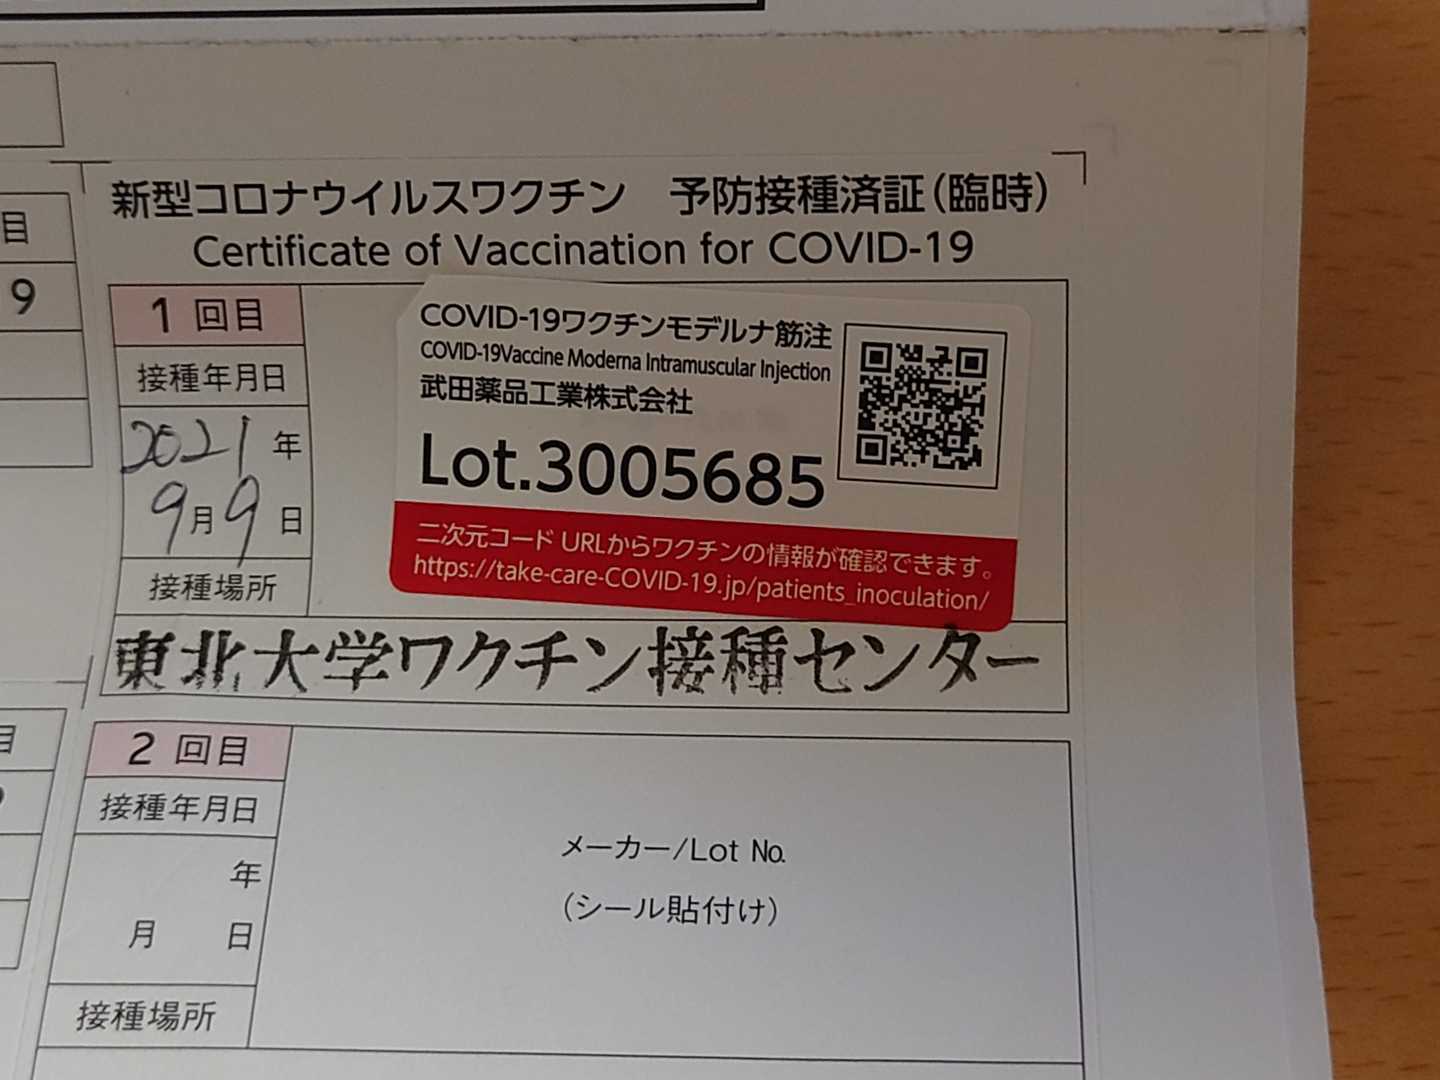 目
9
新型コロナウイルスワクチン　予防接種済証(臨時)
Certificate of Vaccination for COVID-19
1 回目
接種年月日
2021 年
9月9日
接種場所
COVID-19ワクチンモデルナ筋注
COVID-19Vaccine Moderna Intramuscular Injection
武田薬品工業株式会社
Lot.3005685
二次元コード URLからワクチンの情報が確認できます。
https://take-care-COVID-19.jp/patients_inoculation/
東北大学ワクチン接種センター
目
2 回目
接種年月日
年
月 日
接種場所
メーカー/Lot No.
(シール貼付け)